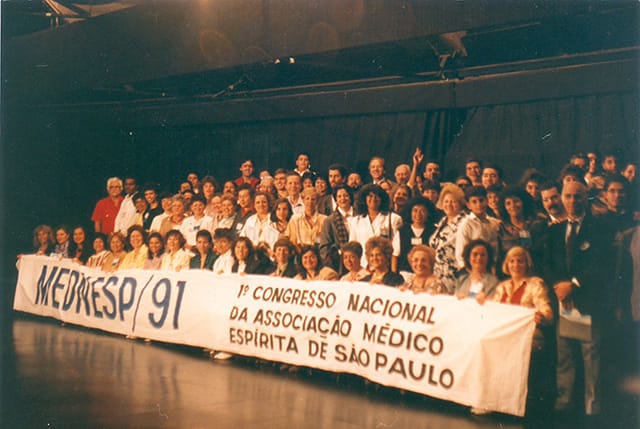 MEDNESP/91
1º CONGRESSO NACIONAL
DA ASSOCIAÇÃO MÉDICO
ESPÍRITA DE SÃO PAULO